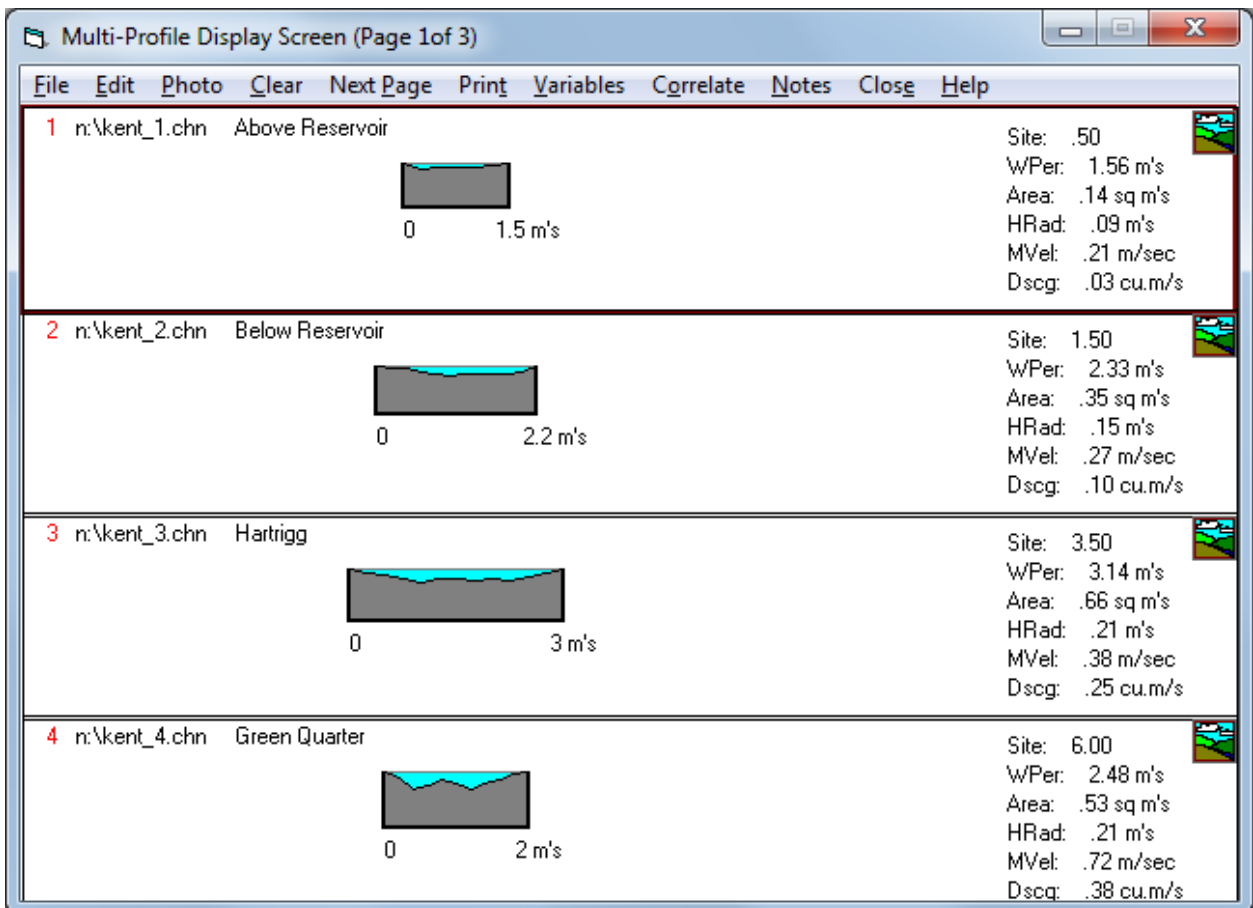 Multi-Profile Display Screen (Page 1of 3)
File Edit Photo Clear Next Page Print Variables Correlate Notes Close Help
1 n:\kent_1.chn Above Reservoir
0 1.5 m's
Site: .50
WPer: 1.56 m's
Area: .14 sq m's
HRad: .09 m's
MVel: .21 m/sec
Dscg: .03 cu.m/s
2 n:\kent_2.chn Below Reservoir
0 2.2 m's
Site: 1.50
WPer: 2.33 m's
Area: .35 sq m's
HRad: .15 m's
MVel: .27 m/sec
Dscg: .10 cu.m/s
3 n:\kent_3.chn Hartrigg
0 3 m's
Site: 3.50
WPer: 3.14 m's
Area: .66 sq m's
HRad: .21 m's
MVel: .38 m/sec
Dscg: .25 cu.m/s
4 n:\kent_4.chn Green Quarter
0 2 m's
Site: 6.00
WPer: 2.48 m's
Area: .53 sq m's
HRad: .21 m's
MVel: .72 m/sec
Dscg: .38 cu.m/s